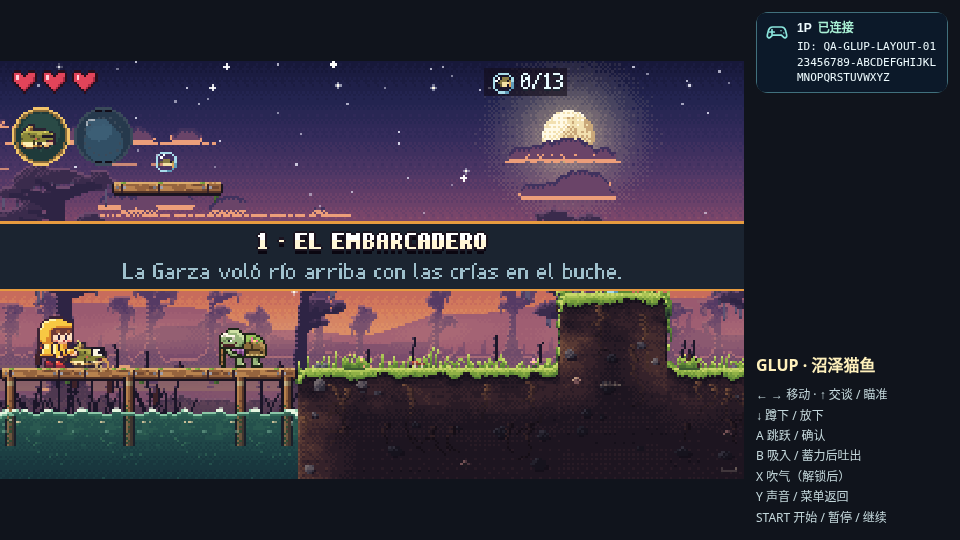 1P 已连接
ID: QA-GLUP-LAYOUT-01
23456789-ABCDEFGHIJKL
MNOPQRSTUVWXYZ
0/13
1 - EL EMBARCADERO
La Garza voló río arriba con las crías en el buche.
GLUP · 沼泽猫鱼
← → 移动 · ↑ 交谈 / 瞄准
↓ 蹲下 / 放下
A 跳跃 / 确认
B 吸入 / 蓄力后吐出
X 吹气（解锁后）
Y 声音 / 菜单返回
START 开始 / 暂停 / 继续